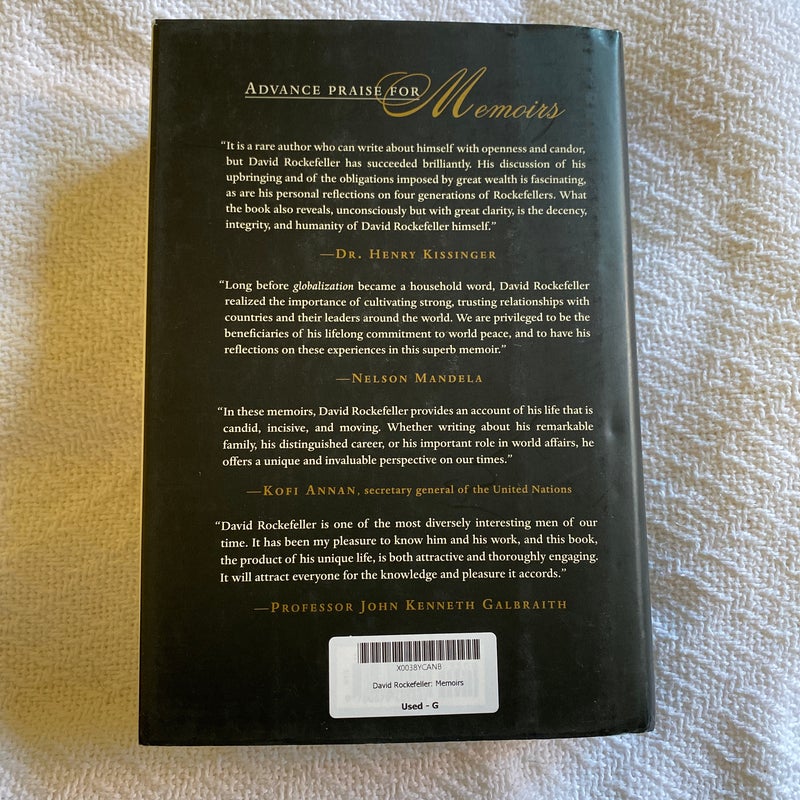 ADVANCE PRAISE FOR Memoirs
“It is a rare author who can write about himself with openness and candor,
but David Rockefeller has succeeded brilliantly. His discussion of his
upbringing and of the obligations imposed by great wealth is fascinating,
as are his personal reflections on four generations of Rockefellers. What
the book also reveals, unconsciously but with great clarity, is the decency,
integrity, and humanity of David Rockefeller himself.”
—DR. HENRY KISSINGER
“Long before globalization became a household word, David Rockefeller
realized the importance of cultivating strong, trusting relationships with
countries and their leaders around the world. We are privileged to be the
beneficiaries of his lifelong commitment to world peace, and to have his
reflections on these experiences in this superb memoir.”
—NELSON MANDELA
“In these memoirs, David Rockefeller provides an account of his life that is
candid, incisive, and moving. Whether writing about his remarkable
family, his distinguished career, or his important role in world affairs, he
offers a unique and invaluable perspective on our times.”
—KOFI ANNAN, secretary general of the United Nations
“David Rockefeller is one of the most diversely interesting men of our
time. It has been my pleasure to know him and his work, and this book,
the product of his unique life, is both attractive and thoroughly engaging.
It will attract everyone for the knowledge and pleasure it accords.”
—PROFESSOR JOHN KENNETH GALBRAITH
X0038YCANB
David Rockefeller: Memoirs
Used - G